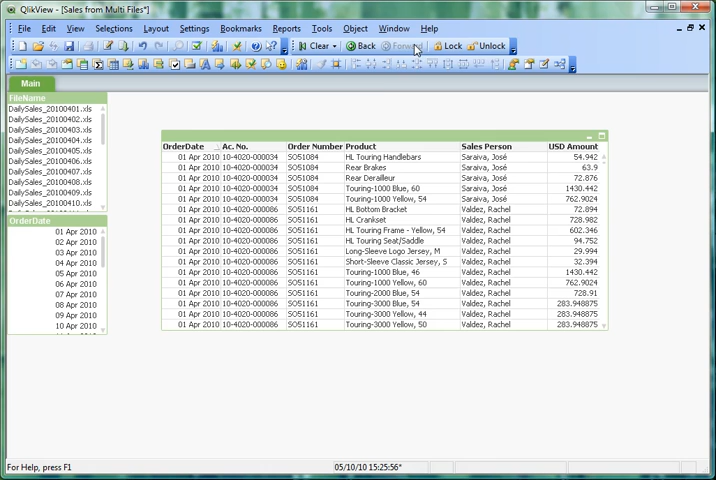 QlikView - [Sales from Multi Files*]
File Edit View Selections Layout Settings Bookmarks Reports Tools Object Window Help
Clear Back Forward Lock Unlock
Main
FileName
DailySales_20100401.xls
DailySales_20100402.xls
DailySales_20100403.xls
DailySales_20100404.xls
DailySales_20100405.xls
DailySales_20100406.xls
DailySales_20100407.xls
DailySales_20100408.xls
DailySales_20100409.xls
DailySales_20100410.xls
OrderDate
01 Apr 2010
02 Apr 2010
03 Apr 2010
04 Apr 2010
05 Apr 2010
06 Apr 2010
07 Apr 2010
08 Apr 2010
09 Apr 2010
10 Apr 2010
OrderDate Ac. No. Order Number Product Sales Person USD Amount
01 Apr 2010 10-4020-000034 SO51084 HL Touring Handlebars Saraiva, José 54.942
01 Apr 2010 10-4020-000034 SO51084 Rear Brakes Saraiva, José 63.9
01 Apr 2010 10-4020-000034 SO51084 Rear Derailleur Saraiva, José 72.876
01 Apr 2010 10-4020-000034 SO51084 Touring-1000 Blue, 60 Saraiva, José 1430.442
01 Apr 2010 10-4020-000034 SO51084 Touring-1000 Yellow, 54 Saraiva, José 762.9024
01 Apr 2010 10-4020-000086 SO51161 HL Bottom Bracket Valdez, Rachel 72.894
01 Apr 2010 10-4020-000086 SO51161 HL Crankset Valdez, Rachel 728.982
01 Apr 2010 10-4020-000086 SO51161 HL Touring Frame - Yellow, 54 Valdez, Rachel 602.346
01 Apr 2010 10-4020-000086 SO51161 HL Touring Seat/Saddle Valdez, Rachel 94.752
01 Apr 2010 10-4020-000086 SO51161 Long-Sleeve Logo Jersey, M Valdez, Rachel 29.994
01 Apr 2010 10-4020-000086 SO51161 Short-Sleeve Classic Jersey, S Valdez, Rachel 32.394
01 Apr 2010 10-4020-000086 SO51161 Touring-1000 Blue, 46 Valdez, Rachel 1430.442
01 Apr 2010 10-4020-000086 SO51161 Touring-1000 Yellow, 60 Valdez, Rachel 762.9024
01 Apr 2010 10-4020-000086 SO51161 Touring-2000 Blue, 54 Valdez, Rachel 728.91
01 Apr 2010 10-4020-000086 SO51161 Touring-3000 Blue, 54 Valdez, Rachel 283.948875
01 Apr 2010 10-4020-000086 SO51161 Touring-3000 Yellow, 44 Valdez, Rachel 283.948875
01 Apr 2010 10-4020-000086 SO51161 Touring-3000 Yellow, 50 Valdez, Rachel 283.948875
For Help, press F1 05/10/10 15:25:56*